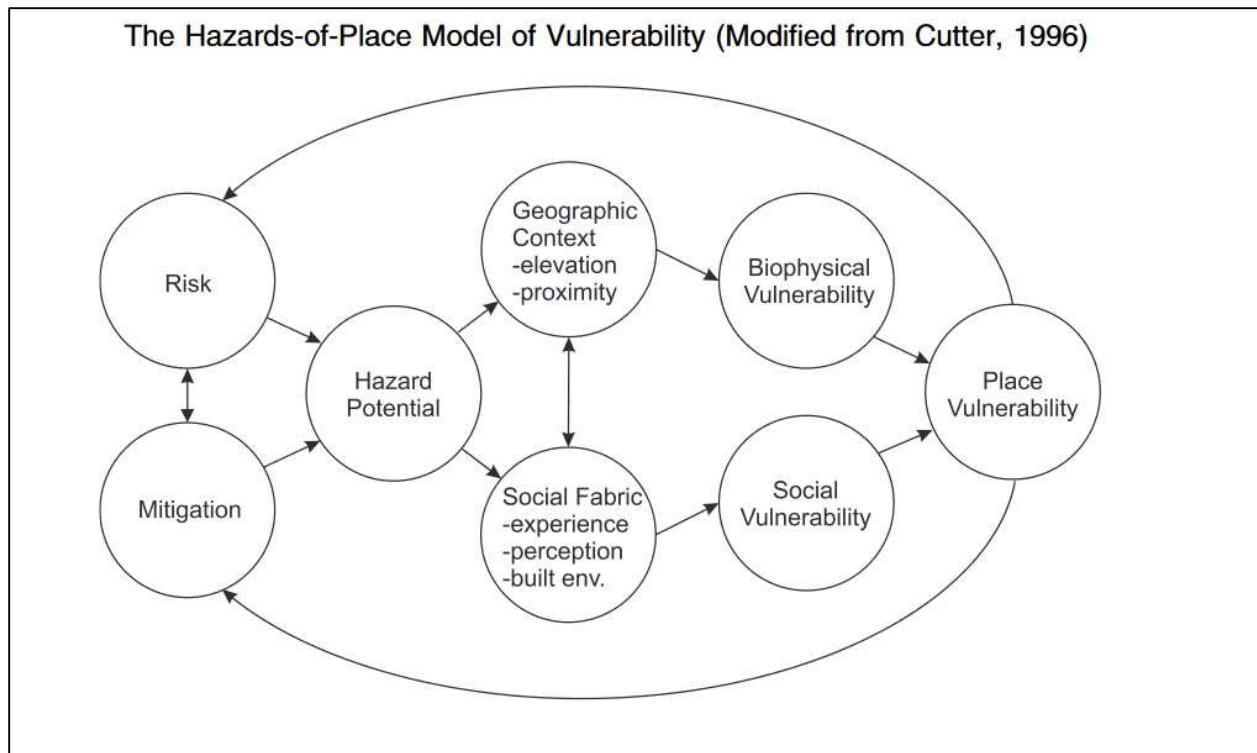 The Hazards-of-Place Model of Vulnerability (Modified from Cutter, 1996)
Risk
Mitigation
Hazard
Potential
Geographic
Context
-elevation
-proximity
Social Fabric
-experience
-perception
-built env.
Biophysical
Vulnerability
Social
Vulnerability
Place
Vulnerability